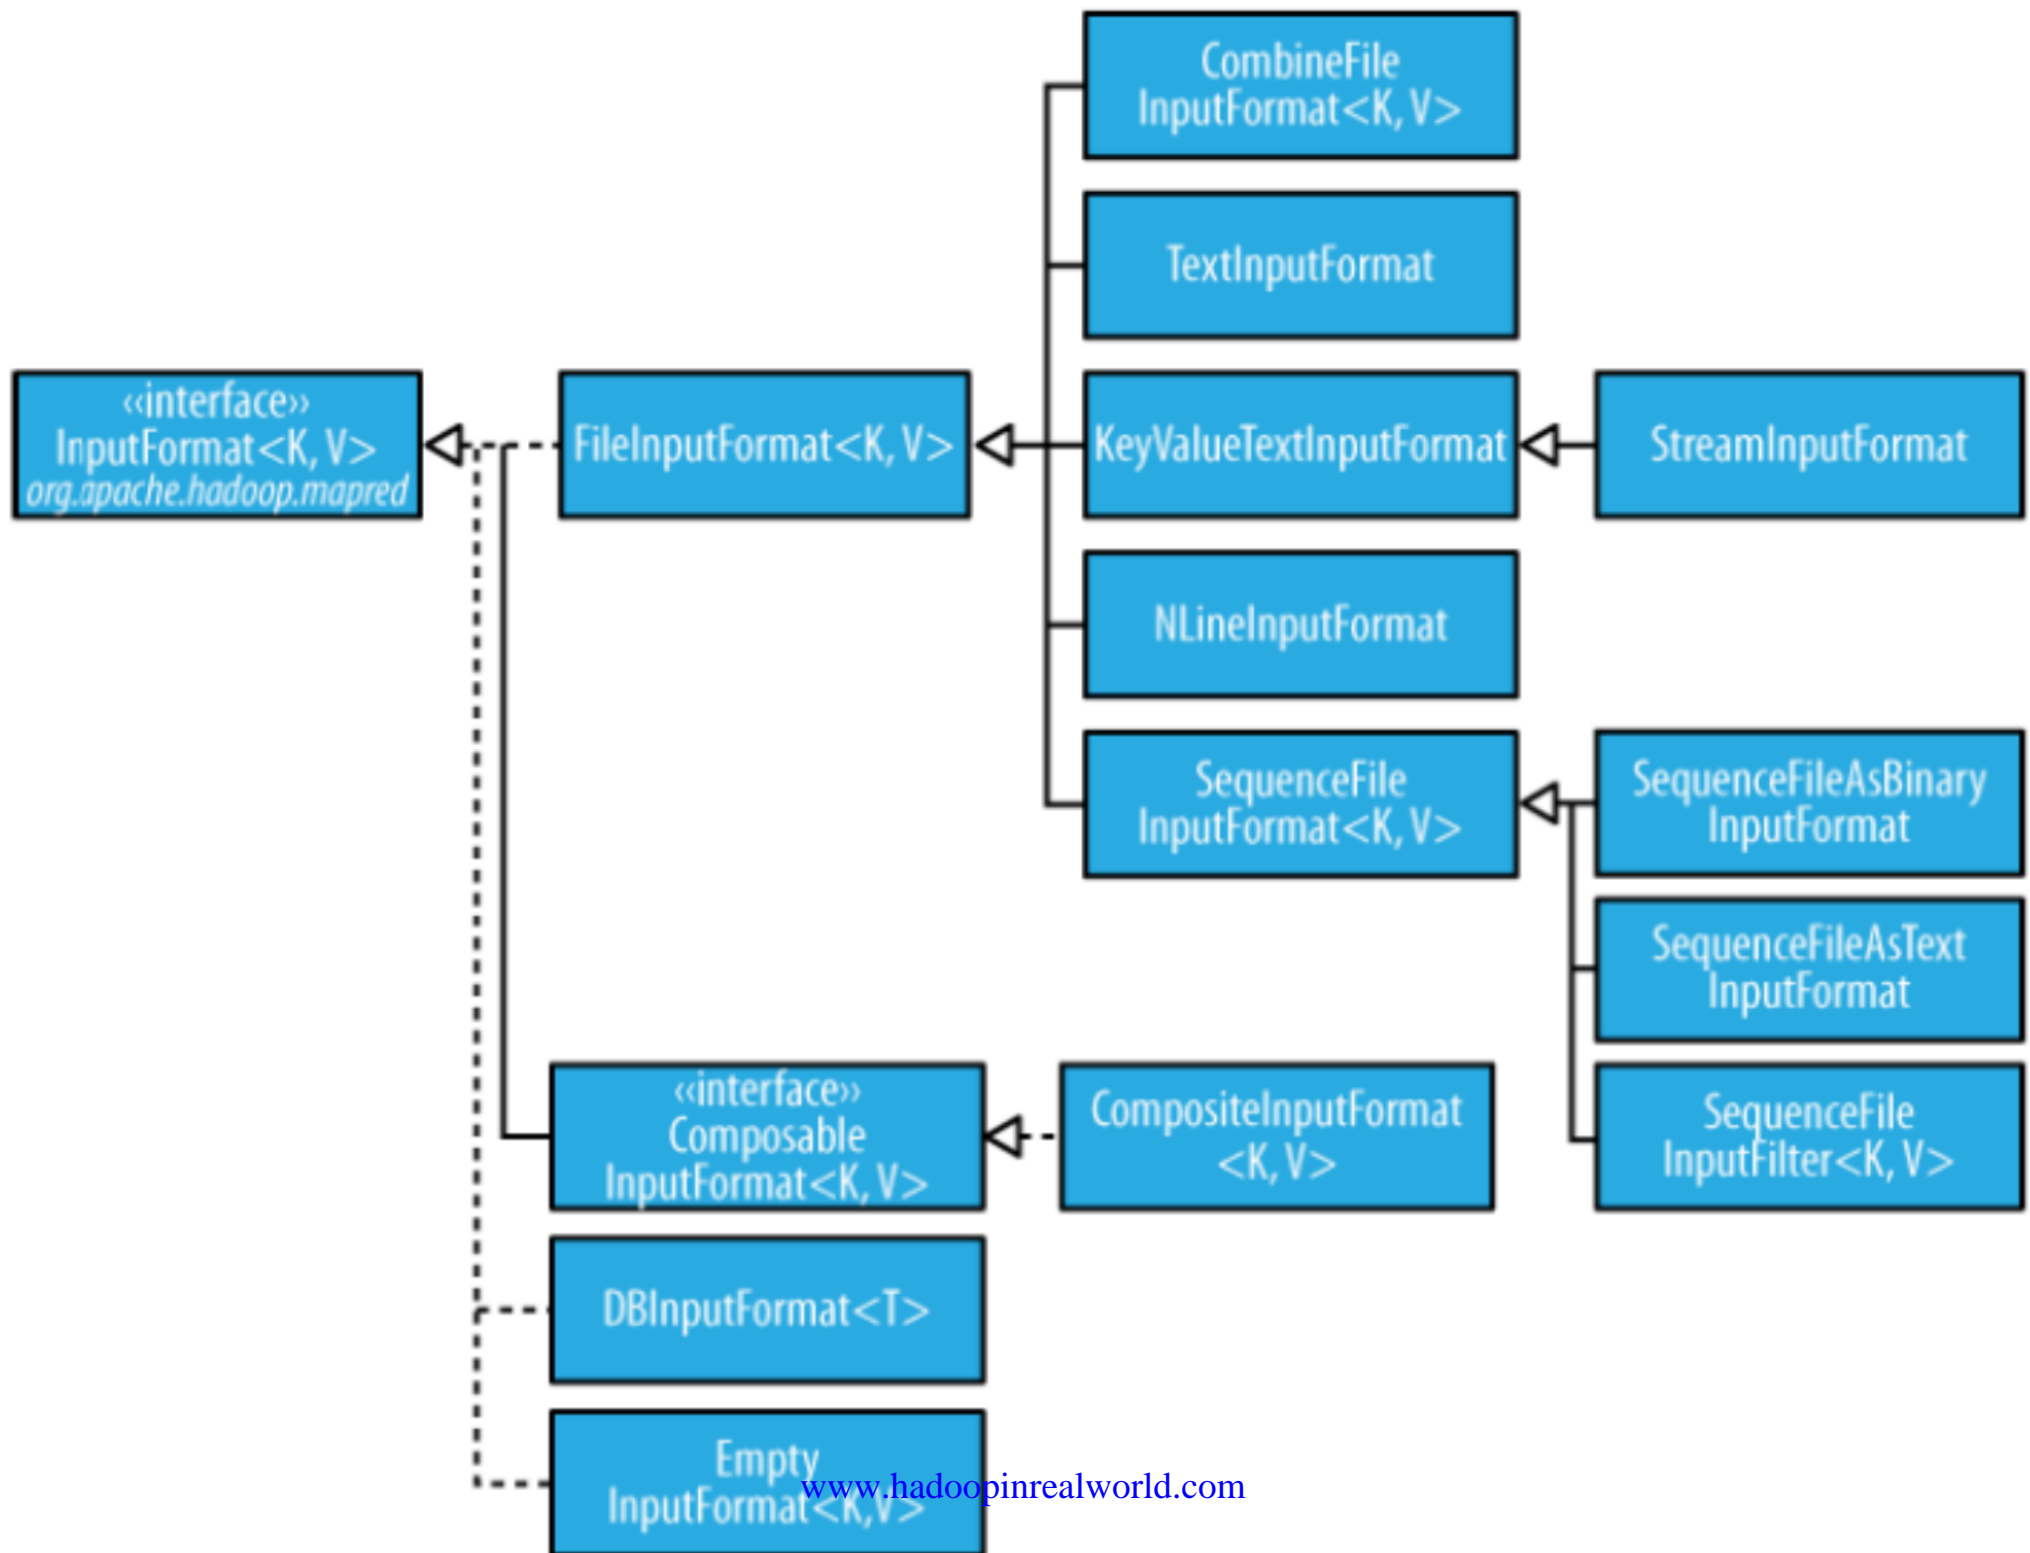 CombineFile
InputFormat<K, V>
TextInputFormat
‹‹interface››
InputFormat<K, V>
org.apache.hadoop.mapred
FileInputFormat<K, V>
KeyValueTextInputFormat
StreamInputFormat
NLineInputFormat
SequenceFile
InputFormat<K, V>
SequenceFileAsBinary
InputFormat
SequenceFileAsText
InputFormat
‹‹interface››
Composable
InputFormat<K, V>
CompositeInputFormat
<K, V>
SequenceFile
InputFilter<K, V>
DBInputFormat<T>
Empty
InputFormat<K,V>
www.hadoopinrealworld.com